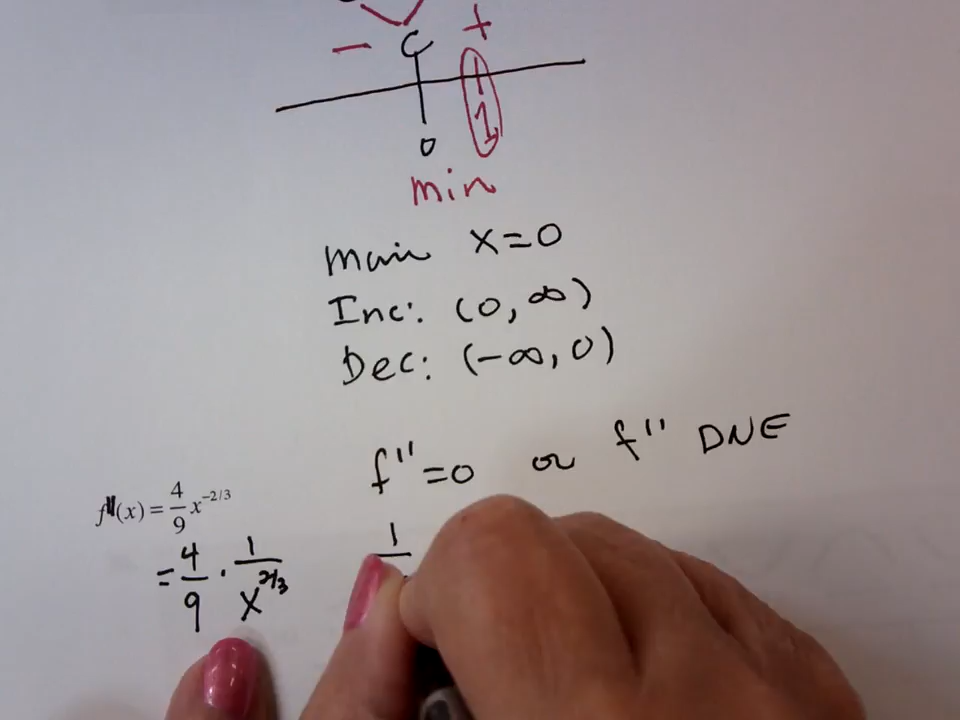 − C +
1
0
min
x=0
Inc: (0, ∞)
Dec: (-∞, 0)
f''=0 or f'' DNE
f''(x) = 4/9 x^{-2/3}
= 4/9 · 1/x^{2/3}
1